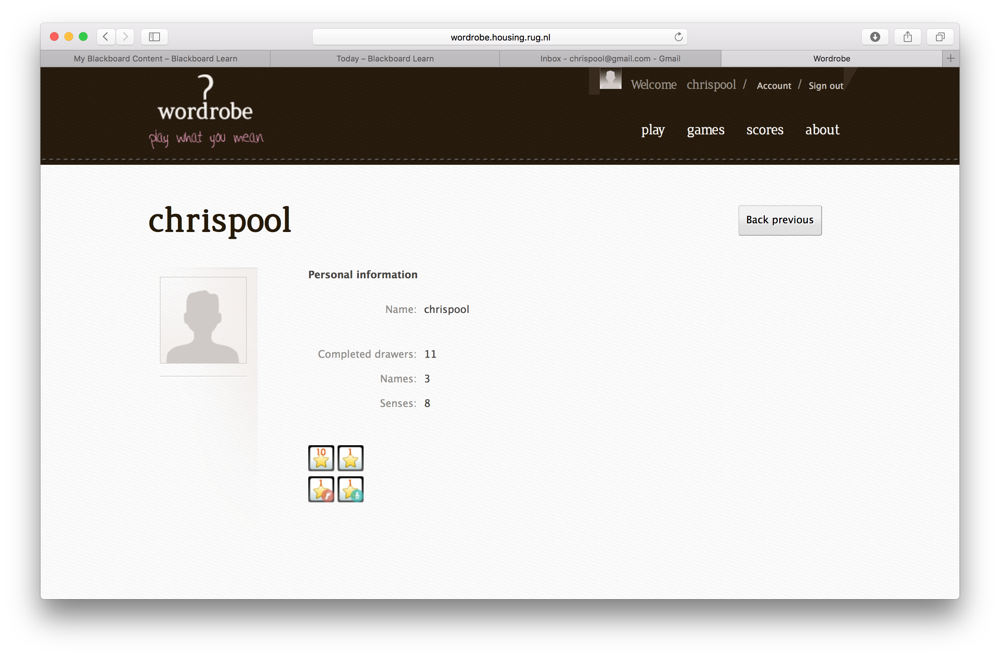 wordrobe.housing.rug.nl
My Blackboard Content – Blackboard Learn
Today – Blackboard Learn
Inbox - chrispool@gmail.com - Gmail
Wordrobe
Welcome chrispool / Account / Sign out
?
wordrobe
play what you mean
play games scores about
chrispool
Back previous
Personal information
Name: chrispool
Completed drawers: 11
Names: 3
Senses: 8
10 1
1 1